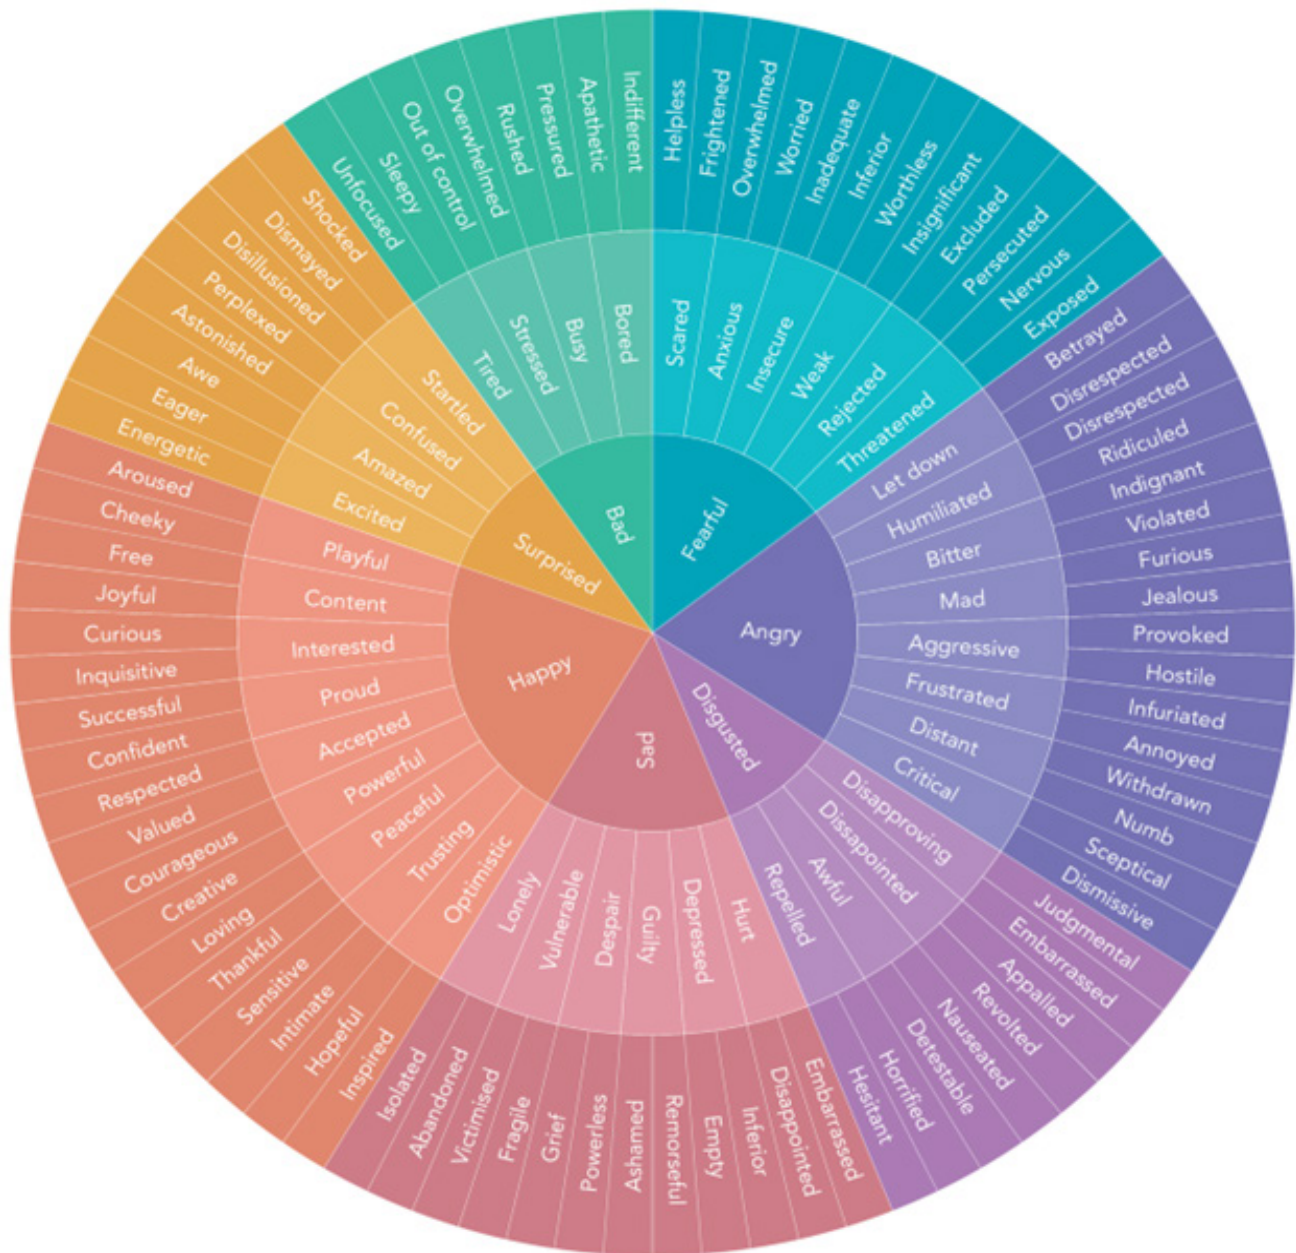 Fearful
Angry
Disgusted
Sad
Happy
Surprised
Bad
Scared
Anxious
Insecure
Weak
Rejected
Threatened
Let down
Humiliated
Bitter
Mad
Aggressive
Frustrated
Distant
Critical
Disapproving
Dissapointed
Awful
Repelled
Hurt
Depressed
Guilty
Despair
Vulnerable
Lonely
Optimistic
Trusting
Peaceful
Powerful
Accepted
Proud
Interested
Content
Playful
Excited
Amazed
Confused
Startled
Tired
Stressed
Busy
Bored
Helpless
Frightened
Overwhelmed
Worried
Inadequate
Inferior
Worthless
Insignificant
Excluded
Persecuted
Nervous
Exposed
Betrayed
Disrespected
Disrespected
Ridiculed
Indignant
Violated
Furious
Jealous
Provoked
Hostile
Infuriated
Annoyed
Withdrawn
Numb
Sceptical
Dismissive
Judgmental
Embarrassed
Appalled
Revolted
Nauseated
Detestable
Horrified
Hesitant
Embarrassed
Disappointed
Inferior
Empty
Remorseful
Ashamed
Powerless
Grief
Fragile
Victimised
Abandoned
Isolated
Inspired
Hopeful
Intimate
Sensitive
Thankful
Loving
Creative
Courageous
Valued
Respected
Confident
Successful
Inquisitive
Curious
Joyful
Free
Cheeky
Aroused
Energetic
Eager
Awe
Astonished
Perplexed
Disillusioned
Dismayed
Shocked
Unfocused
Sleepy
Out of control
Overwhelmed
Rushed
Pressured
Apathetic
Indifferent